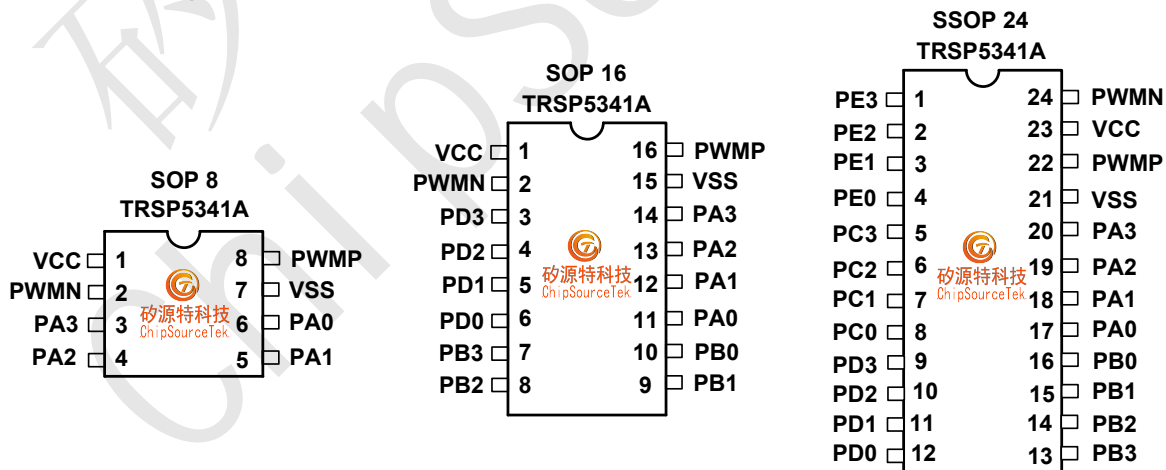 SOP 8
TRSP5341A
VCC 1 8 PWMP
PWMN 2 7 VSS
PA3 3 6 PA0
PA2 4 5 PA1
矽源特科技
ChipSourceTek
SOP 16
TRSP5341A
VCC 1 16 PWMP
PWMN 2 15 VSS
PD3 3 14 PA3
PD2 4 13 PA2
PD1 5 12 PA1
PD0 6 11 PA0
PB3 7 10 PB0
PB2 8 9 PB1
矽源特科技
ChipSourceTek
SSOP 24
TRSP5341A
PE3 1 24 PWMN
PE2 2 23 VCC
PE1 3 22 PWMP
PE0 4 21 VSS
PC3 5 20 PA3
PC2 6 19 PA2
PC1 7 18 PA1
PC0 8 17 PA0
PD3 9 16 PB0
PD2 10 15 PB1
PD1 11 14 PB2
PD0 12 13 PB3
矽源特科技
ChipSourceTek
矽
ChipS